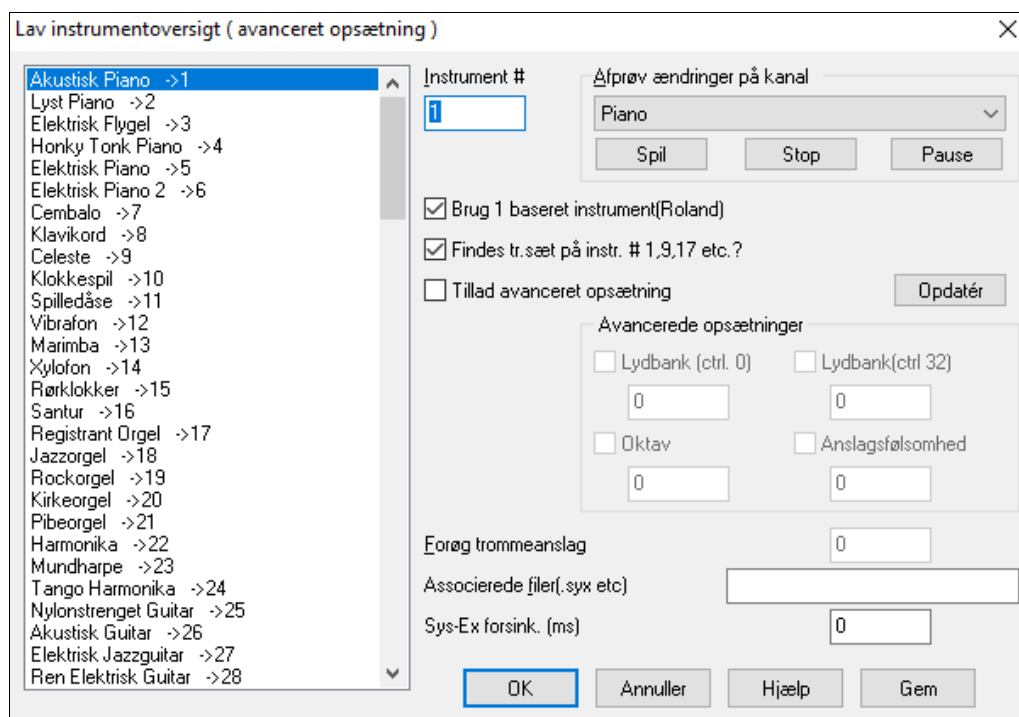 Lav instrumentoversigt ( avanceret opsætning )
Akustisk Piano ->1
Lyst Piano ->2
Elektrisk Flygel ->3
Honky Tonk Piano ->4
Elektrisk Piano ->5
Elektrisk Piano 2 ->6
Cembalo ->7
Klavikord ->8
Celeste ->9
Klokkespil ->10
Spilledåse ->11
Vibrafon ->12
Marimba ->13
Xylofon ->14
Rørklokker ->15
Santur ->16
Registrant Orgel ->17
Jazzorgel ->18
Rockorgel ->19
Kirkeorgel ->20
Pibeorgel ->21
Harmonika ->22
Mundharpe ->23
Tango Harmonika ->24
Nylonstrenget Guitar ->25
Akustisk Guitar ->26
Elektrisk Jazzguitar ->27
Ren Elektrisk Guitar ->28
Instrument #
1
Afprøv ændringer på kanal
Piano
Spil
Stop
Pause
Brug 1 baseret instrument(Roland)
Findes tr.sæt på instr. # 1,9,17 etc.?
Tillad avanceret opsætning
Opdatér
Avancerede opsætninger
Lydbank (ctrl. 0)
Lydbank(ctrl 32)
0
0
Oktav
Anslagsfølsomhed
0
0
Forøg trommeanslag
0
Associerede filer(.syx etc)
Sys-Ex forsink. (ms)
0
OK
Annuller
Hjælp
Gem